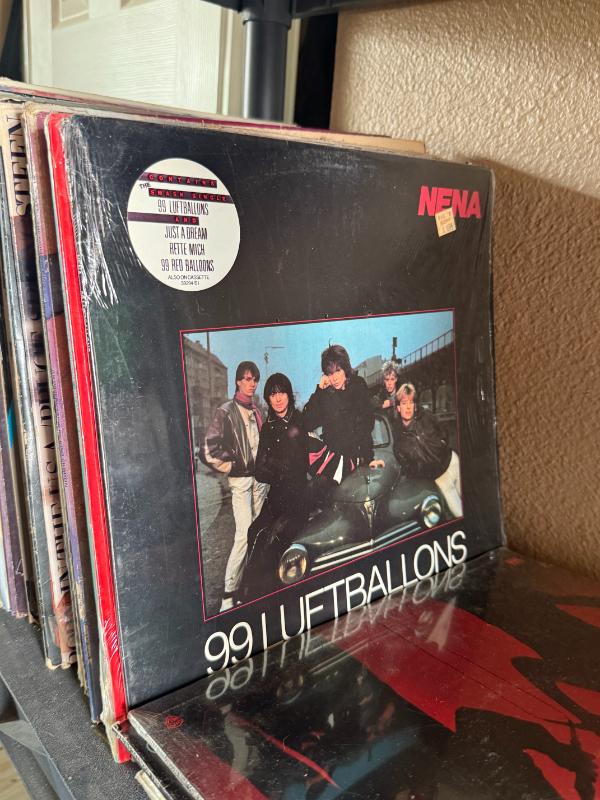 CONTAINS
THE SMASH SINGLE
99 LUFTBALLONS
AND
JUST A DREAM
RETTE MICH
99 RED BALLOONS
ALSO ON CASSETTE
NENA
99 LUFTBALLONS